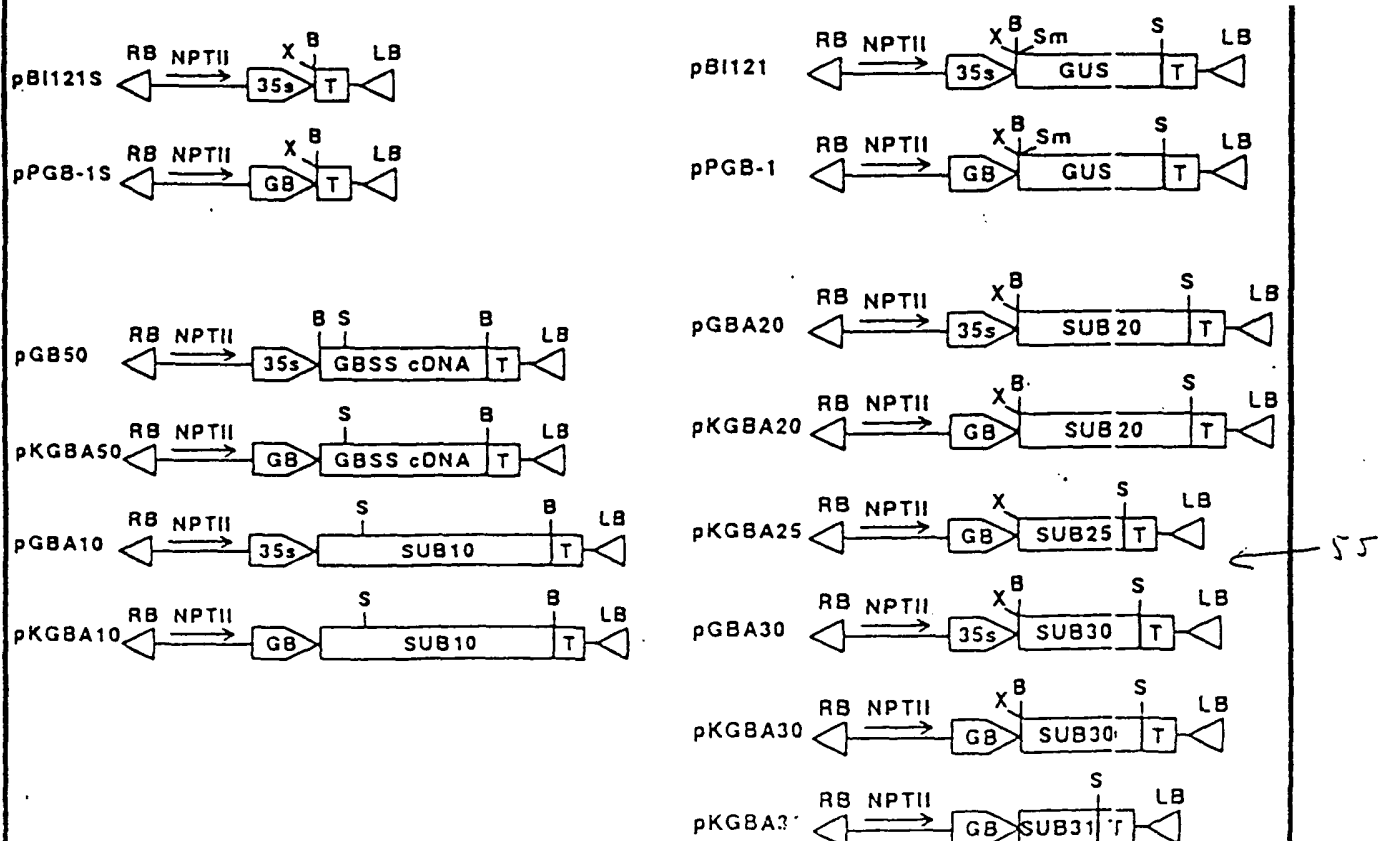 B
RB NPTII X LB
pBI121S 35s T
B
RB NPTII X LB
pPGB-1S GB T
B S B
RB NPTII LB
pGB50 35s GBSS cDNA T
S B
RB NPTII LB
pKGBA50 GB GBSS cDNA T
S B
RB NPTII LB
pGBA10 35s SUB10 T
S B
RB NPTII LB
pKGBA10 GB SUB10 T
B S
RB NPTII X Sm LB
pBI121 35s GUS T
B S
RB NPTII X Sm LB
pPGB-1 GB GUS T
B S
RB NPTII X LB
pGBA20 35s SUB20 T
B S
RB NPTII X LB
pKGBA20 GB SUB20 T
S
RB NPTII X LB
pKGBA25 GB SUB25 T
55
B S
RB NPTII X LB
pGBA30 35s SUB30 T
B S
RB NPTII X LB
pKGBA30 GB SUB30 T
S
RB NPTII LB
GB SUB31 T